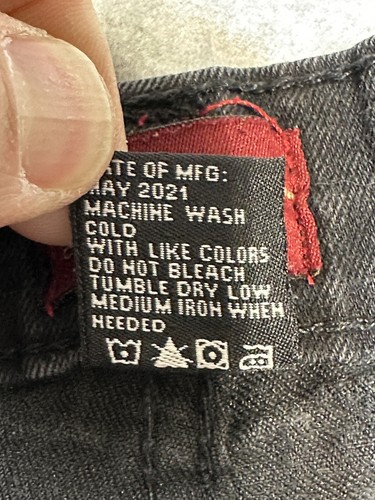 DATE OF MFG:
MAY 2021
MACHINE WASH
COLD
WITH LIKE COLORS
DO NOT BLEACH
TUMBLE DRY LOW
MEDIUM IRON WHEN
NEEDED